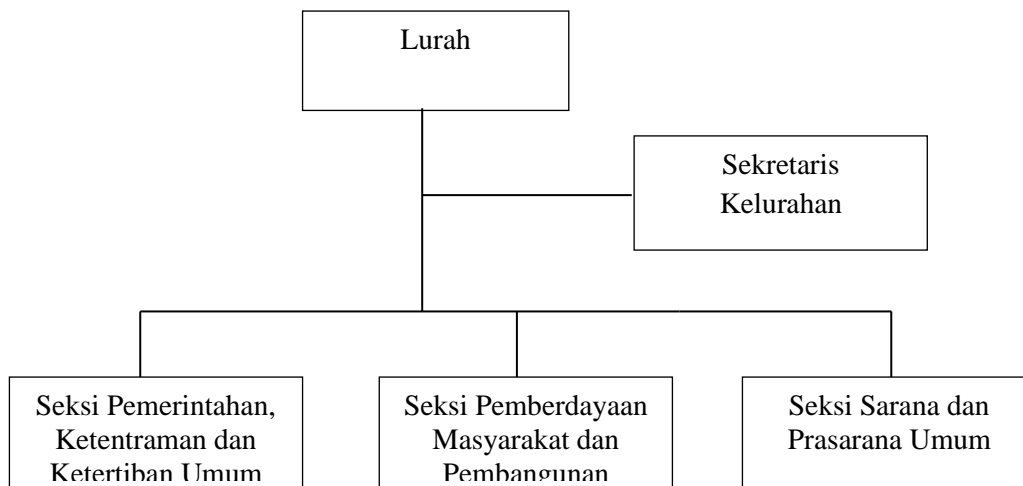 Lurah
Sekretaris
Kelurahan
Seksi Pemerintahan,
Ketentraman dan
Ketertiban Umum
Seksi Pemberdayaan
Masyarakat dan
Pembangunan
Seksi Sarana dan
Prasarana Umum